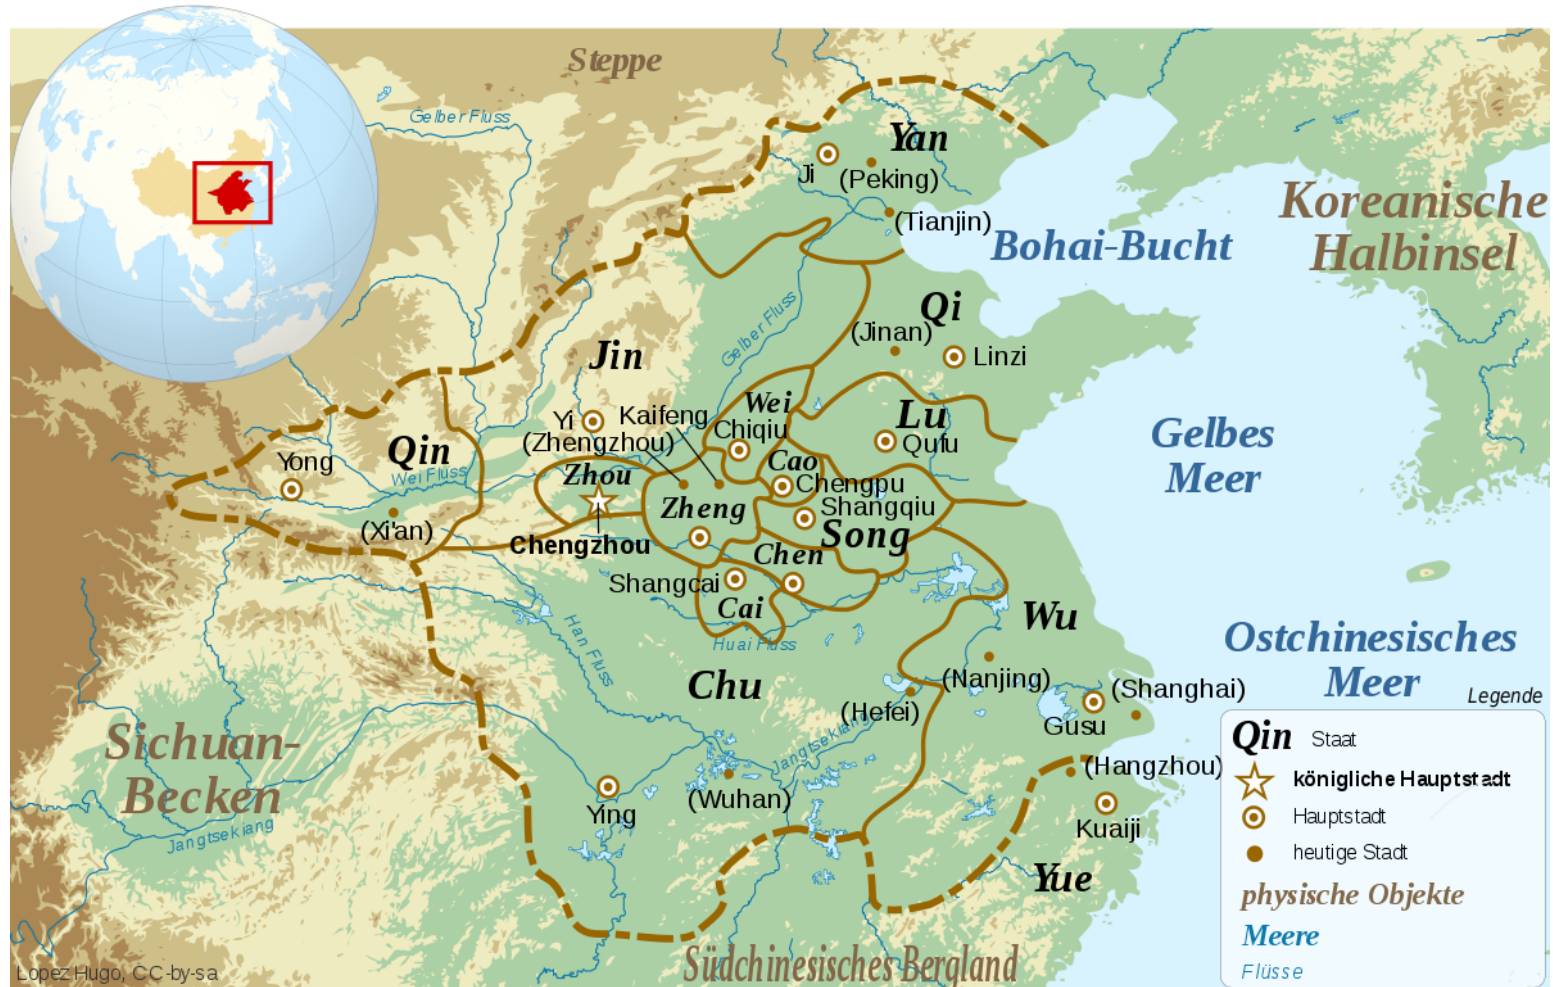 Steppe
Gelber Fluss
Yan
Ji
(Peking)
(Tianjin)
Koreanische
Halbinsel
Bohai-Bucht
Qi
(Jinan)
Linzi
Gelber Fluss
Jin
Wei
Chiqiu
Lu
Qufu
Yi
Kaifeng
(Zhengzhou)
Gelbes
Meer
Qin
Yong
Wei Fluss
(Xi'an)
Zhou
Cao
Chengpu
Shangqiu
Zheng
Song
Chengzhou
Chen
Shangcai
Cai
Han Fluss
Huai Fluss
Wu
Ostchinesisches
Meer
Chu
(Nanjing)
(Shanghai)
(Hefei)
Gusu
Jangtsekiang
Sichuan-
Becken
Jangtsekiang
(Wuhan)
Ying
(Hangzhou)
Kuaiji
Yue
Südchinesisches Bergland
Legende
Qin Staat
königliche Hauptstadt
Hauptstadt
heutige Stadt
physische Objekte
Meere
Flüsse
Lopez Hugo, CC-by-sa